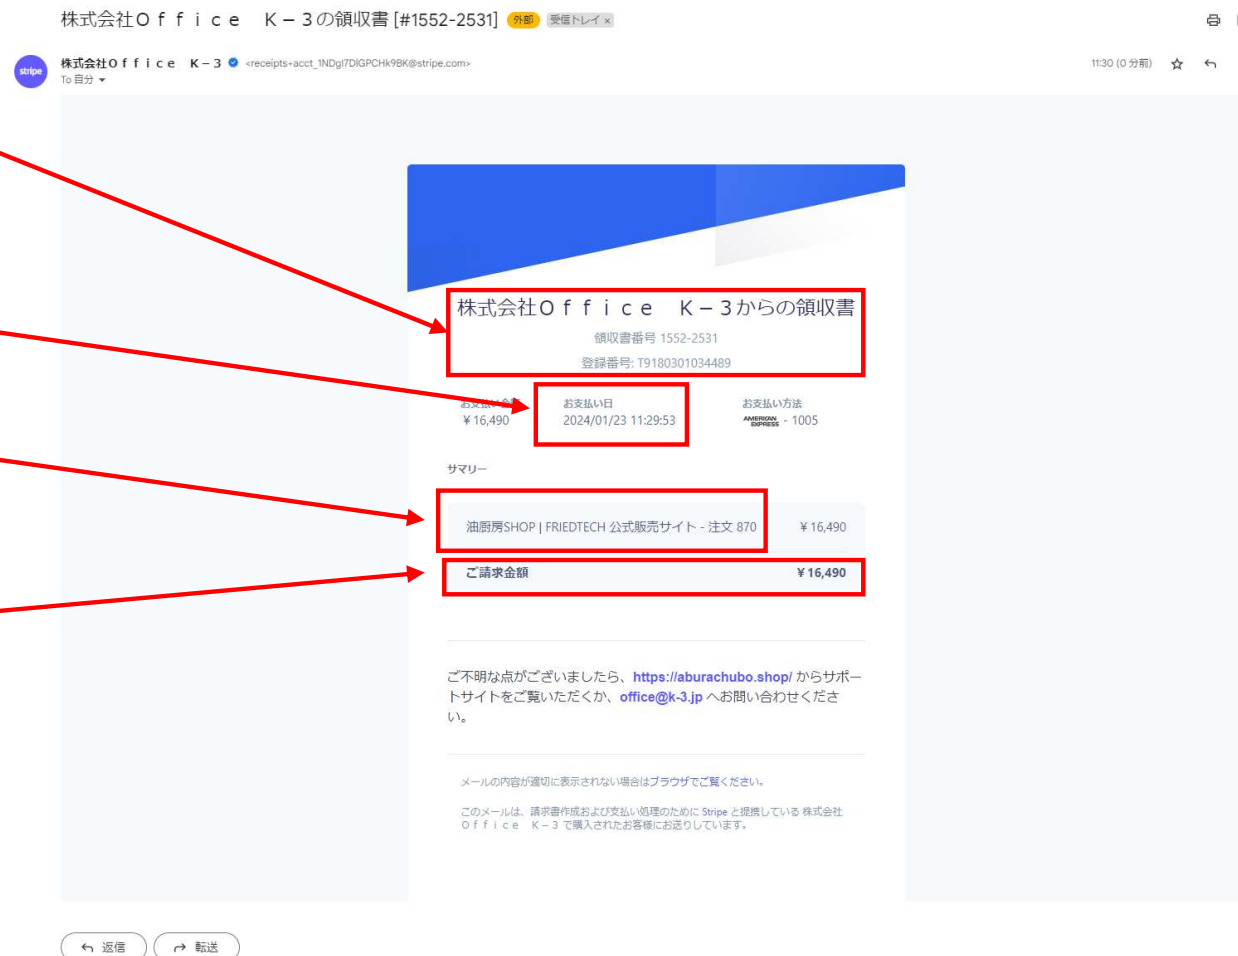 株式会社Ｏｆｆｉｃｅ　Ｋ－３の領収書 [#1552-2531] 外部 受信トレイ ×
stripe
株式会社Ｏｆｆｉｃｅ　Ｋ－３ <receipts+acct_1NDgI7DIGPCHk9BK@stripe.com>
11:30 (0 分前)
To 自分
株式会社Ｏｆｆｉｃｅ　Ｋ－３からの領収書
領収書番号 1552-2531
登録番号: T9180301034489
お支払い金額 お支払い日 お支払い方法
¥ 16,490 2024/01/23 11:29:53 AMERICAN EXPRESS - 1005
サマリー
油厨房SHOP | FRIEDTECH 公式販売サイト - 注文 870 ¥ 16,490
ご請求金額 ¥ 16,490
ご不明な点がございましたら、https://aburachubo.shop/ からサポー
トサイトをご覧いただくか、office@k-3.jp へお問い合わせくださ
い。
メールの内容が適切に表示されない場合はブラウザでご覧ください。
このメールは、請求書作成および支払い処理のために Stripe と提携している 株式会社
Ｏｆｆｉｃｅ　Ｋ－３ で購入されたお客様にお送りしています。
返信 転送